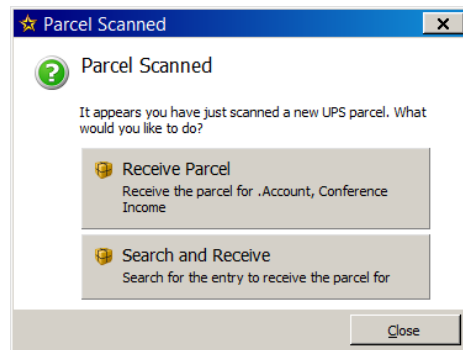 Parcel Scanned
Parcel Scanned
It appears you have just scanned a new UPS parcel. What
would you like to do?
Receive Parcel
Receive the parcel for .Account, Conference
Income
Search and Receive
Search for the entry to receive the parcel for
Close